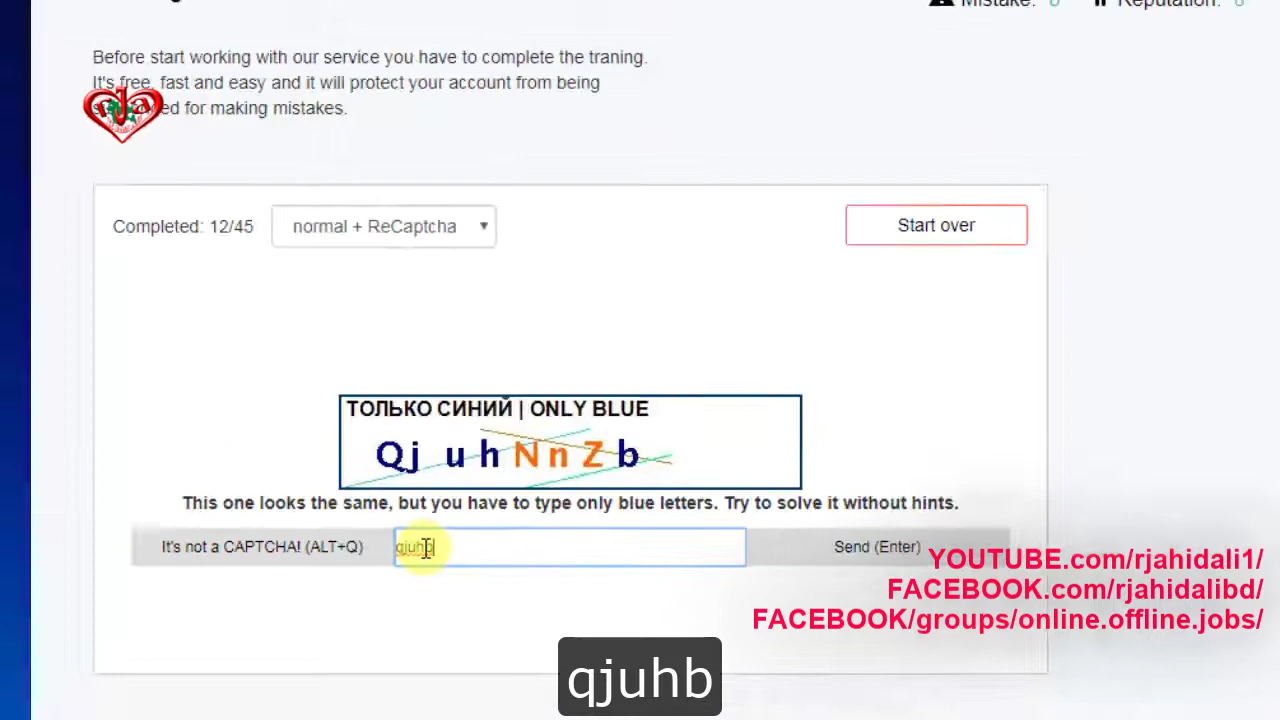 Mistake: 0 Reputation: 0
Before start working with our service you have to complete the traning.
It's free, fast and easy and it will protect your account from being
for making mistakes.
Completed: 12/45 normal + ReCaptcha Start over
ТОЛЬКО СИНИЙ | ONLY BLUE
Qj uhNnZb
This one looks the same, but you have to type only blue letters. Try to solve it without hints.
It's not a CAPTCHA! (ALT+Q) qjuhb Send (Enter)
YOUTUBE.com/rjahidali1/
FACEBOOK.com/rjahidalibd/
FACEBOOK/groups/online.offline.jobs/
qjuhb